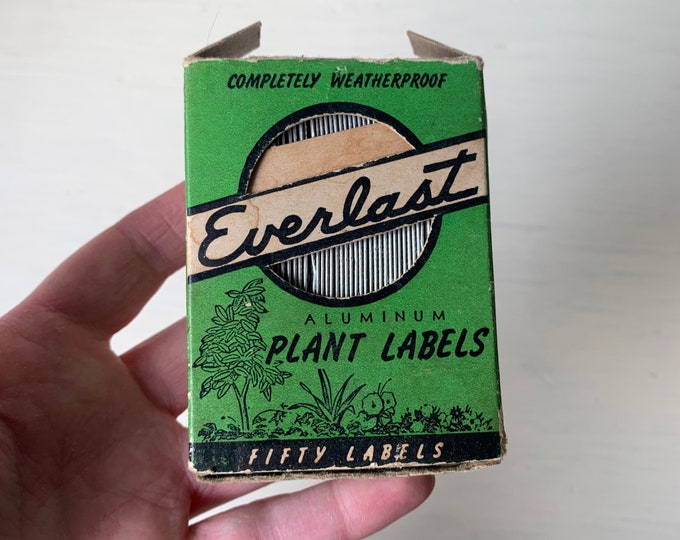 COMPLETELY WEATHERPROOF
Everlast
ALUMINUM
PLANT LABELS
FIFTY LABELS